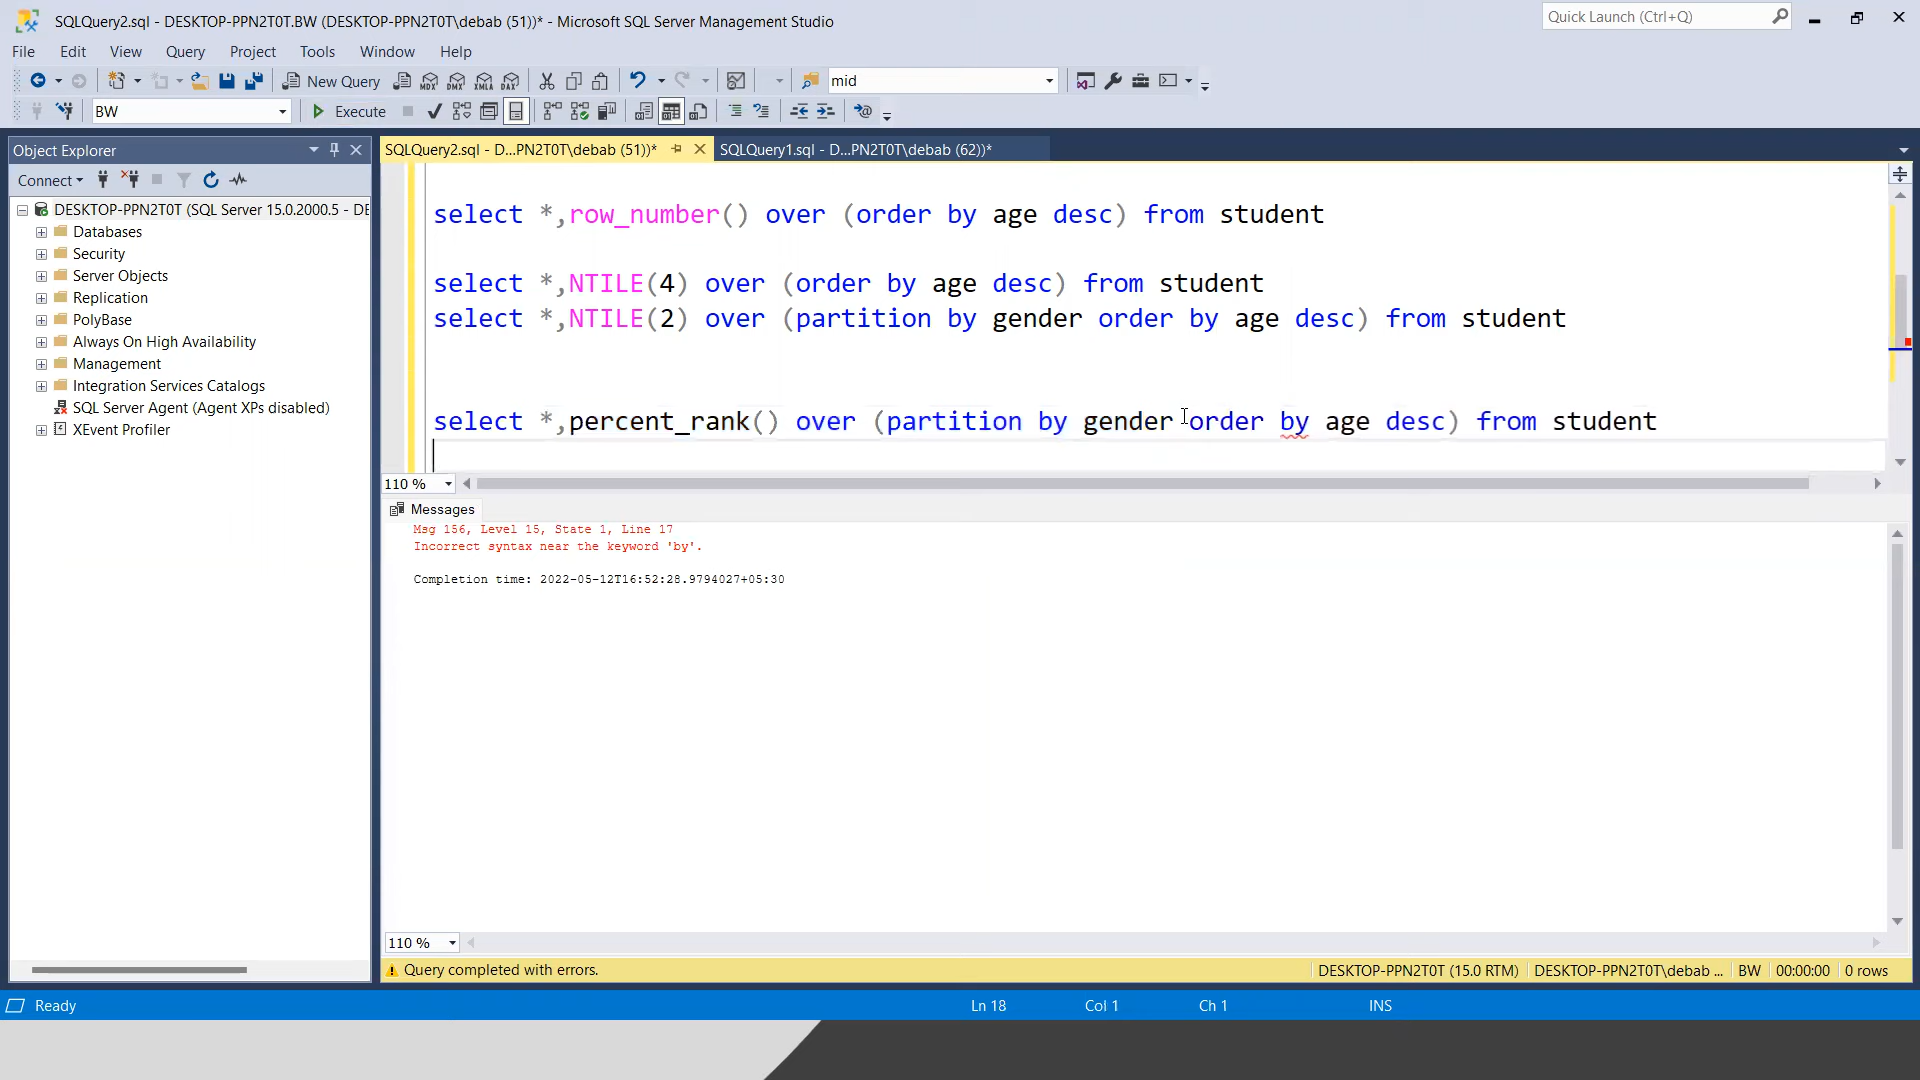 SQLQuery2.sql - DESKTOP-PPN2T0T.BW (DESKTOP-PPN2T0T\debab (51))* - Microsoft SQL Server Management Studio
Quick Launch (Ctrl+Q)
File Edit View Query Project Tools Window Help
New Query MDX DMX XMLA DAX mid
BW Execute
Object Explorer
SQLQuery2.sql - D...PN2T0T\debab (51))* SQLQuery1.sql - D...PN2T0T\debab (62))*
Connect
DESKTOP-PPN2T0T (SQL Server 15.0.2000.5 - DE
Databases
Security
Server Objects
Replication
PolyBase
Always On High Availability
Management
Integration Services Catalogs
SQL Server Agent (Agent XPs disabled)
XEvent Profiler
select *,row_number() over (order by age desc) from student
select *,NTILE(4) over (order by age desc) from student
select *,NTILE(2) over (partition by gender order by age desc) from student
select *,percent_rank() over (partition by gender order by age desc) from student
110 %
Messages
Msg 156, Level 15, State 1, Line 17
Incorrect syntax near the keyword 'by'.
Completion time: 2022-05-12T16:52:28.9794027+05:30
110 %
Query completed with errors. DESKTOP-PPN2T0T (15.0 RTM) DESKTOP-PPN2T0T\debab ... BW 00:00:00 0 rows
Ready Ln 18 Col 1 Ch 1 INS